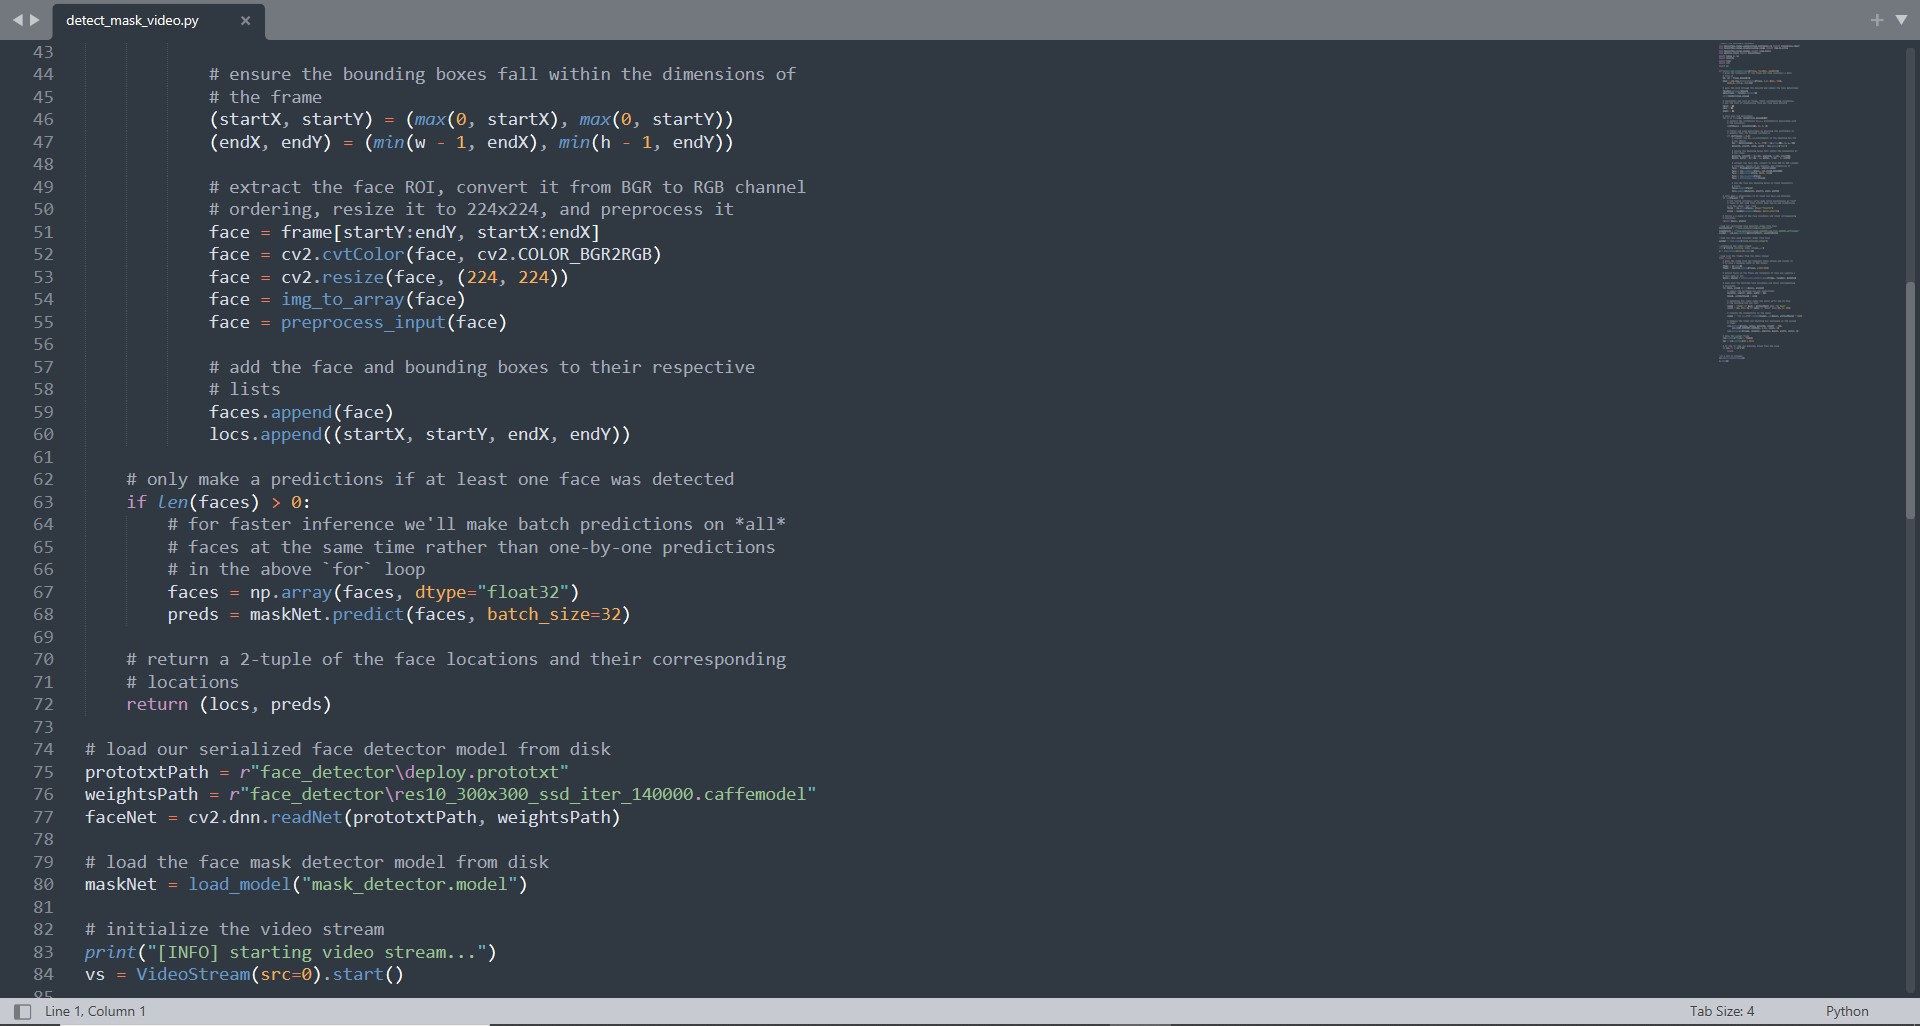 detect_mask_video.py
43
44 # ensure the bounding boxes fall within the dimensions of
45 # the frame
46 (startX, startY) = (max(0, startX), max(0, startY))
47 (endX, endY) = (min(w - 1, endX), min(h - 1, endY))
48
49 # extract the face ROI, convert it from BGR to RGB channel
50 # ordering, resize it to 224x224, and preprocess it
51 face = frame[startY:endY, startX:endX]
52 face = cv2.cvtColor(face, cv2.COLOR_BGR2RGB)
53 face = cv2.resize(face, (224, 224))
54 face = img_to_array(face)
55 face = preprocess_input(face)
56
57 # add the face and bounding boxes to their respective
58 # lists
59 faces.append(face)
60 locs.append((startX, startY, endX, endY))
61
62 # only make a predictions if at least one face was detected
63 if len(faces) > 0:
64 # for faster inference we'll make batch predictions on *all*
65 # faces at the same time rather than one-by-one predictions
66 # in the above `for` loop
67 faces = np.array(faces, dtype="float32")
68 preds = maskNet.predict(faces, batch_size=32)
69
70 # return a 2-tuple of the face locations and their corresponding
71 # locations
72 return (locs, preds)
73
74 # load our serialized face detector model from disk
75 prototxtPath = r"face_detector\deploy.prototxt"
76 weightsPath = r"face_detector\res10_300x300_ssd_iter_140000.caffemodel"
77 faceNet = cv2.dnn.readNet(prototxtPath, weightsPath)
78
79 # load the face mask detector model from disk
80 maskNet = load_model("mask_detector.model")
81
82 # initialize the video stream
83 print("[INFO] starting video stream...")
84 vs = VideoStream(src=0).start()
85
Line 1, Column 1
Tab Size: 4
Python